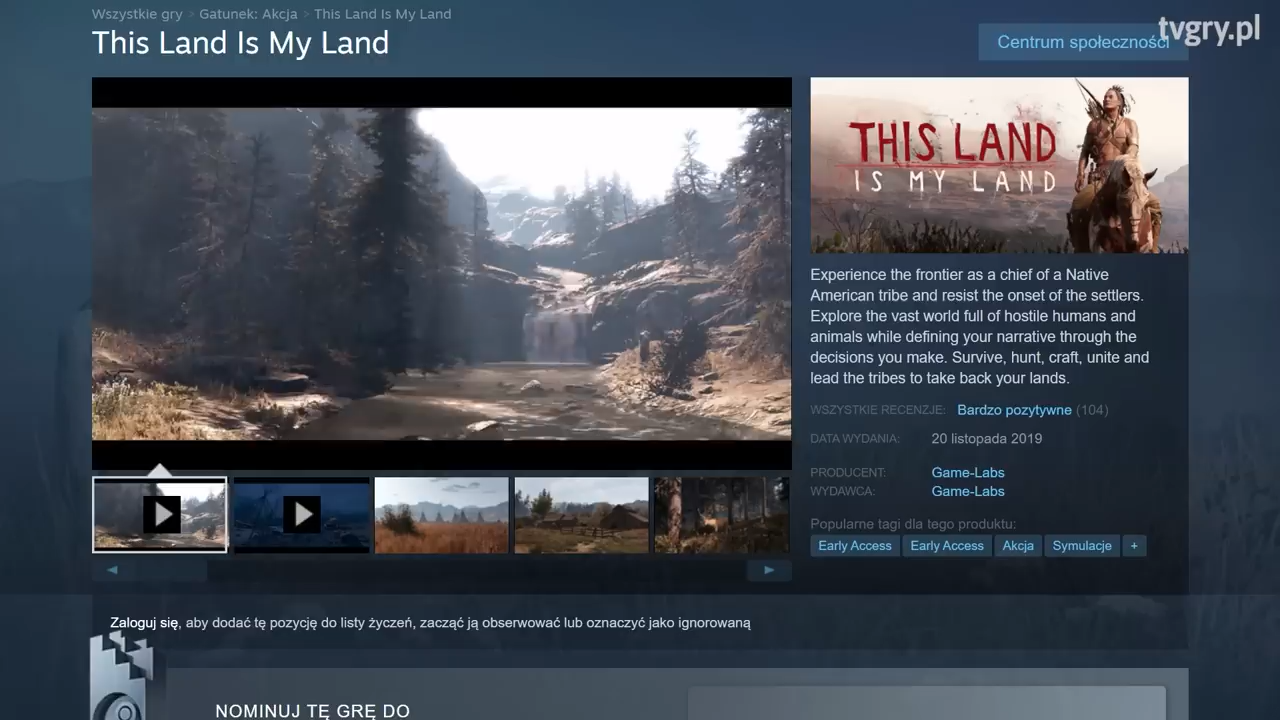 Wszystkie gry > Gatunek: Akcja > This Land Is My Land
This Land Is My Land
Centrum społeczności
tvgry.pl
THIS LAND
IS MY LAND
Experience the frontier as a chief of a Native
American tribe and resist the onset of the settlers.
Explore the vast world full of hostile humans and
animals while defining your narrative through the
decisions you make. Survive, hunt, craft, unite and
lead the tribes to take back your lands.
WSZYSTKIE RECENZJE: Bardzo pozytywne (104)
DATA WYDANIA: 20 listopada 2019
PRODUCENT: Game-Labs
WYDAWCA: Game-Labs
Popularne tagi dla tego produktu:
Early Access Early Access Akcja Symulacje +
Zaloguj się, aby dodać tę pozycję do listy życzeń, zacząć ją obserwować lub oznaczyć jako ignorowaną
NOMINUJ TĘ GRĘ DO